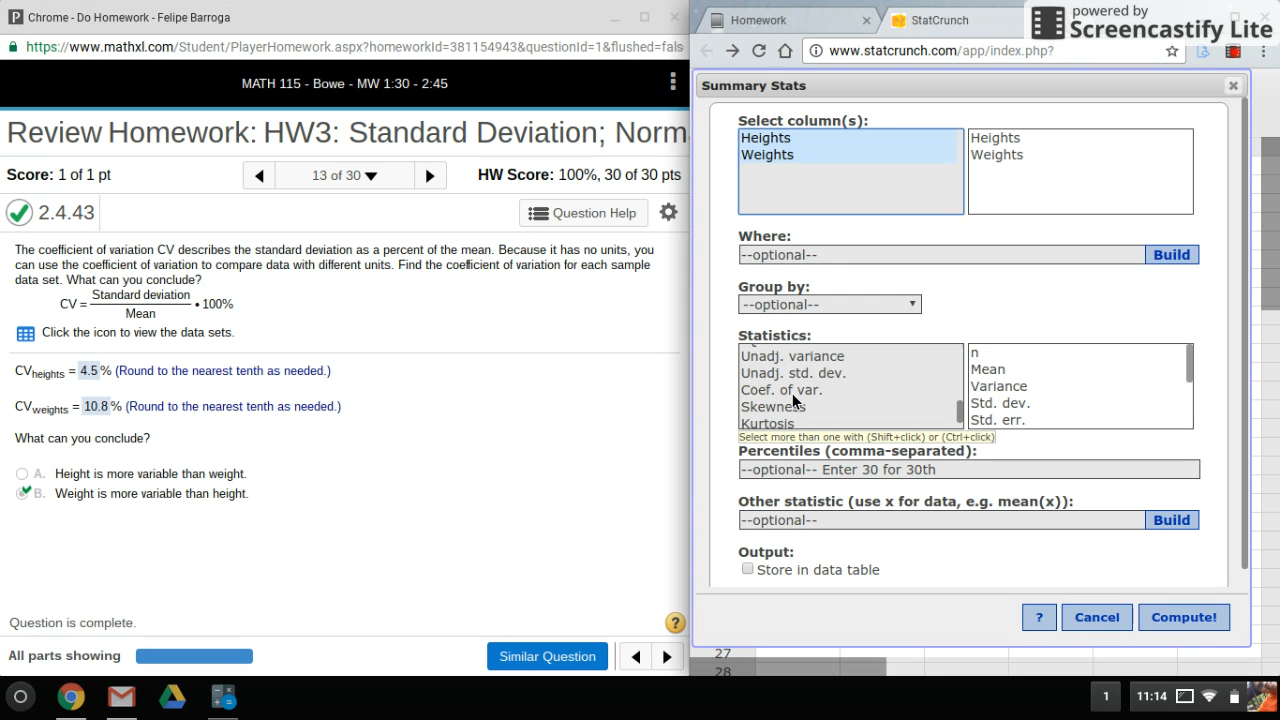 Chrome - Do Homework - Felipe Barroga
https://www.mathxl.com/Student/PlayerHomework.aspx?homeworkId=381154943&questionId=1&flushed=fals
MATH 115 - Bowe - MW 1:30 - 2:45
Review Homework: HW3: Standard Deviation; Norm
Score: 1 of 1 pt
13 of 30
HW Score: 100%, 30 of 30 pts
2.4.43
Question Help
The coefficient of variation CV describes the standard deviation as a percent of the mean. Because it has no units, you
can use the coefficient of variation to compare data with different units. Find the coefficient of variation for each sample
data set. What can you conclude?
CV = Standard deviation / Mean • 100%
Click the icon to view the data sets.
CVheights = 4.5 % (Round to the nearest tenth as needed.)
CVweights = 10.8 % (Round to the nearest tenth as needed.)
What can you conclude?
A. Height is more variable than weight.
B. Weight is more variable than height.
Question is complete.
?
All parts showing
Similar Question
Homework
StatCrunch
powered by
Screencastify Lite
www.statcrunch.com/app/index.php?
Summary Stats
Select column(s):
Heights
Weights
Heights
Weights
Where:
--optional--
Build
Group by:
--optional--
Statistics:
Unadj. variance
Unadj. std. dev.
Coef. of var.
Skewness
Kurtosis
n
Mean
Variance
Std. dev.
Std. err.
Select more than one with (Shift+click) or (Ctrl+click)
Percentiles (comma-separated):
--optional-- Enter 30 for 30th
Other statistic (use x for data, e.g. mean(x)):
--optional--
Build
Output:
Store in data table
?
Cancel
Compute!
27
28
1
11:14